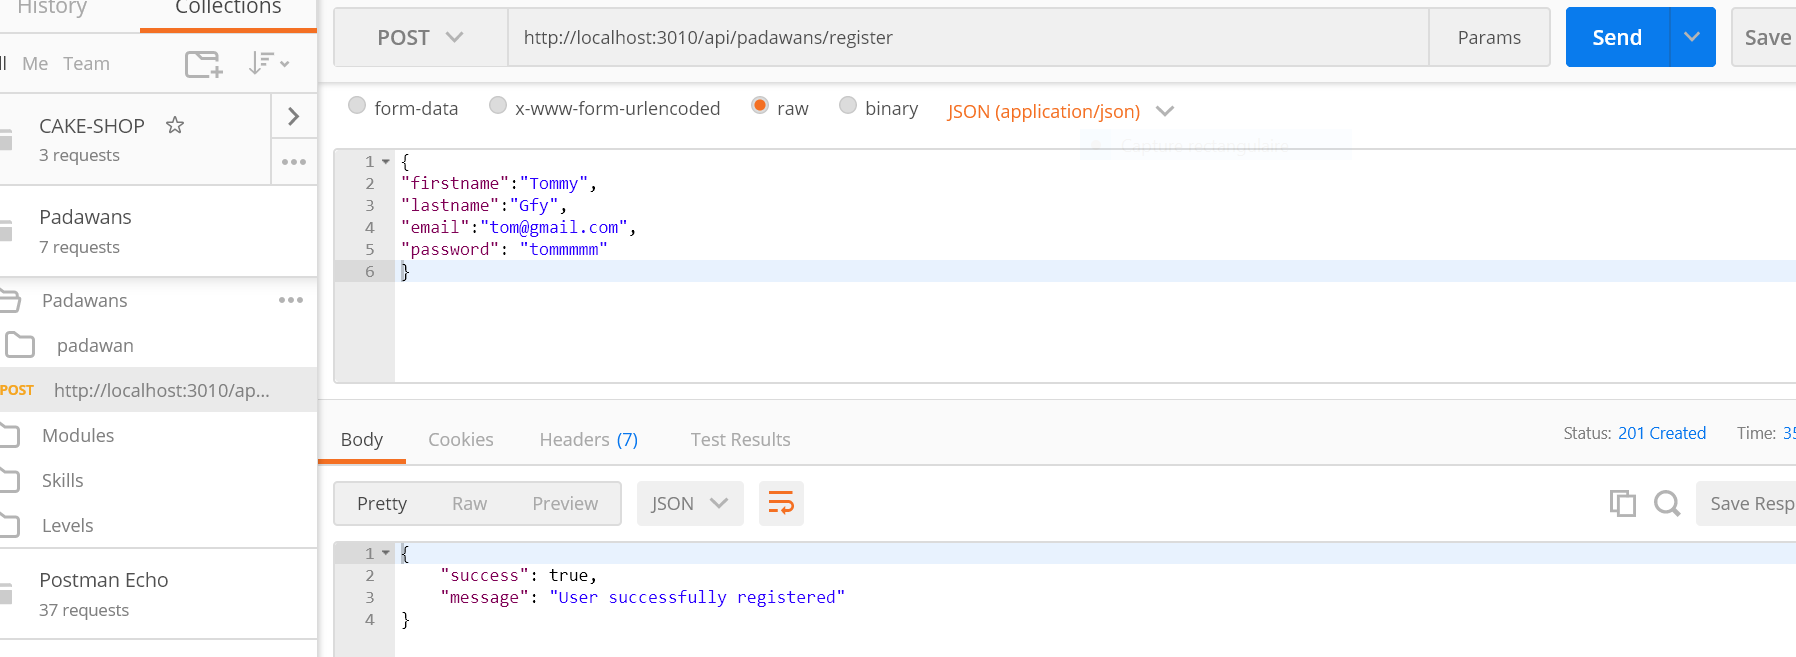 History Collections
Me Team
CAKE-SHOP
3 requests
Padawans
7 requests
Padawans
padawan
POST http://localhost:3010/ap...
Modules
Skills
Levels
Postman Echo
37 requests
POST http://localhost:3010/api/padawans/register Params Send Save
form-data x-www-form-urlencoded raw binary JSON (application/json)
Capture rectangulaire
1 {
2 "firstname":"Tommy",
3 "lastname":"Gfy",
4 "email":"tom@gmail.com",
5 "password": "tommmmm"
6 }
Body Cookies Headers (7) Test Results Status: 201 Created Time: 35
Pretty Raw Preview JSON Save Resp
1 {
2 "success": true,
3 "message": "User successfully registered"
4 }